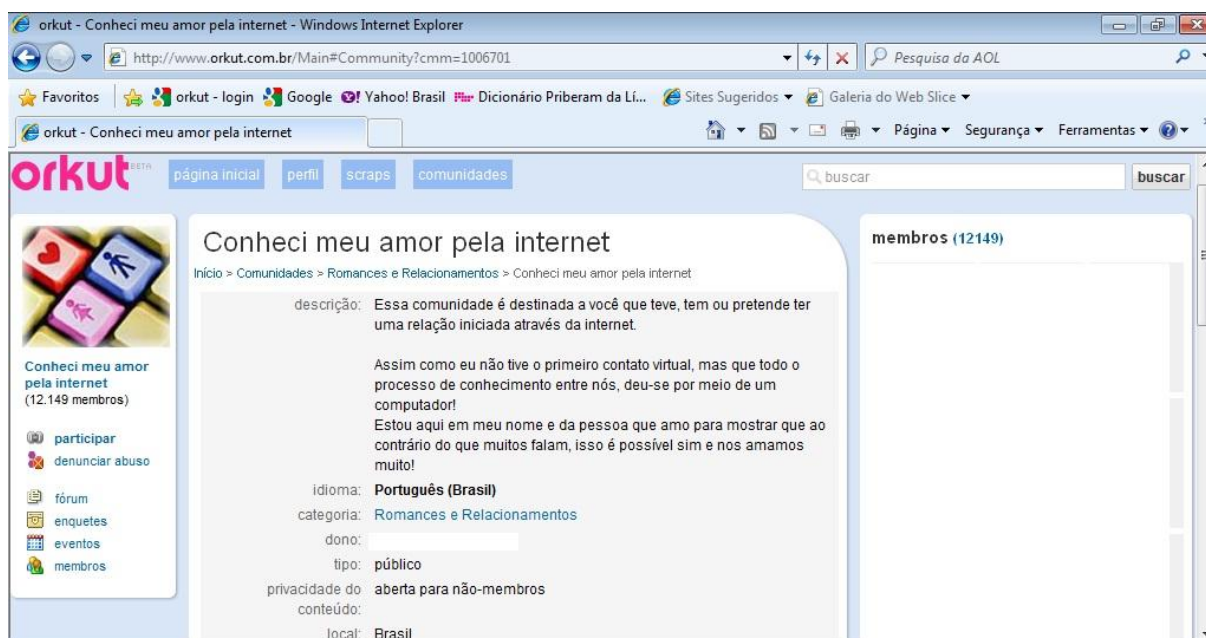 orkut - Conheci meu amor pela internet - Windows Internet Explorer
http://www.orkut.com.br/Main#Community?cmm=1006701
Pesquisa da AOL
Favoritos orkut - login Google Yahoo! Brasil Dicionário Priberam da Lí... Sites Sugeridos Galeria do Web Slice
orkut - Conheci meu amor pela internet
Página Segurança Ferramentas
orkut BETA página inicial perfil scraps comunidades
buscar buscar
Conheci meu amor pela internet
(12.149 membros)
participar
denunciar abuso
fórum
enquetes
eventos
membros
Conheci meu amor pela internet
Início > Comunidades > Romances e Relacionamentos > Conheci meu amor pela internet
descrição: Essa comunidade é destinada a você que teve, tem ou pretende ter
uma relação iniciada através da internet.
Assim como eu não tive o primeiro contato virtual, mas que todo o
processo de conhecimento entre nós, deu-se por meio de um
computador!
Estou aqui em meu nome e da pessoa que amo para mostrar que ao
contrário do que muitos falam, isso é possível sim e nos amamos
muito!
idioma: Português (Brasil)
categoria: Romances e Relacionamentos
dono:
tipo: público
privacidade do aberta para não-membros
conteúdo:
local: Brasil
membros (12149)